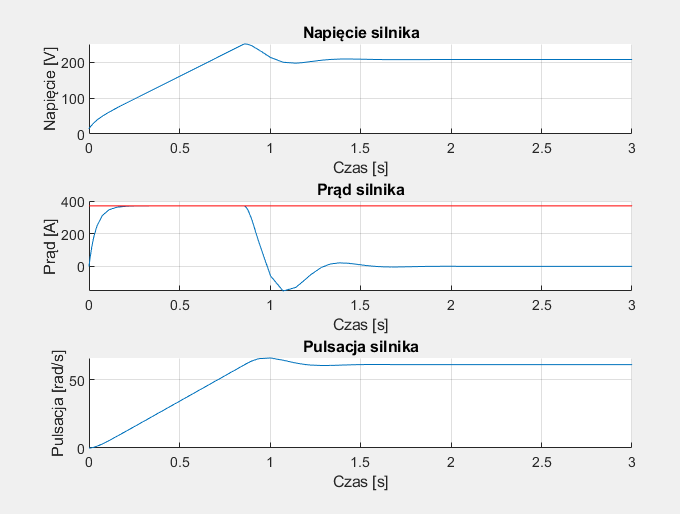 Napięcie silnika
Napięcie [V]
200
100
0
0 0.5 1 1.5 2 2.5 3
Czas [s]
Prąd silnika
Prąd [A]
400
200
0
0 0.5 1 1.5 2 2.5 3
Czas [s]
Pulsacja silnika
Pulsacja [rad/s]
50
0
0 0.5 1 1.5 2 2.5 3
Czas [s]